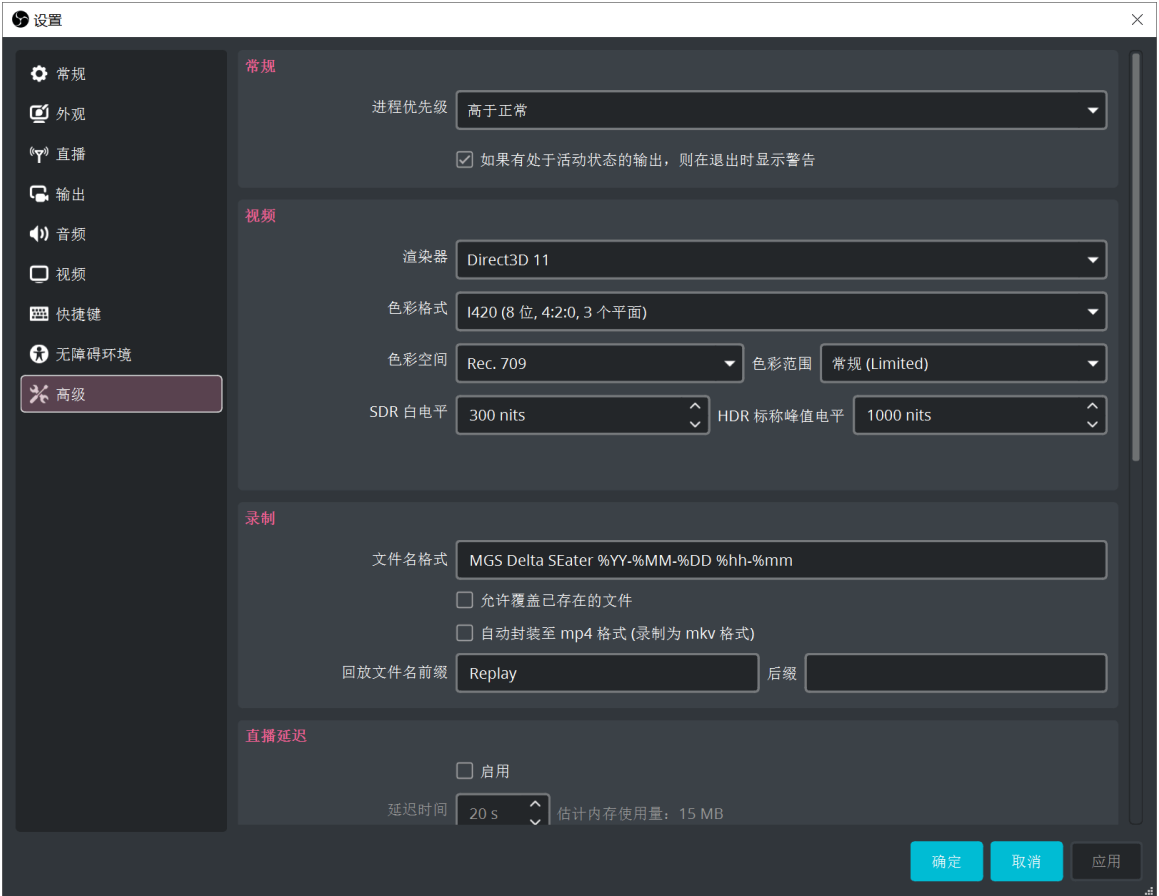 设置
常规
外观
直播
输出
音频
视频
快捷键
无障碍环境
高级
常规
进程优先级 高于正常
如果有处于活动状态的输出，则在退出时显示警告
视频
渲染器 Direct3D 11
色彩格式 I420 (8 位, 4:2:0, 3 个平面)
色彩空间 Rec. 709 色彩范围 常规 (Limited)
SDR 白电平 300 nits HDR 标称峰值电平 1000 nits
录制
文件名格式 MGS Delta SEater %YY-%MM-%DD %hh-%mm
允许覆盖已存在的文件
自动封装至 mp4 格式 (录制为 mkv 格式)
回放文件名前缀 Replay 后缀
直播延迟
启用
延迟时间 20 s 估计内存使用量：15 MB
确定 取消 应用